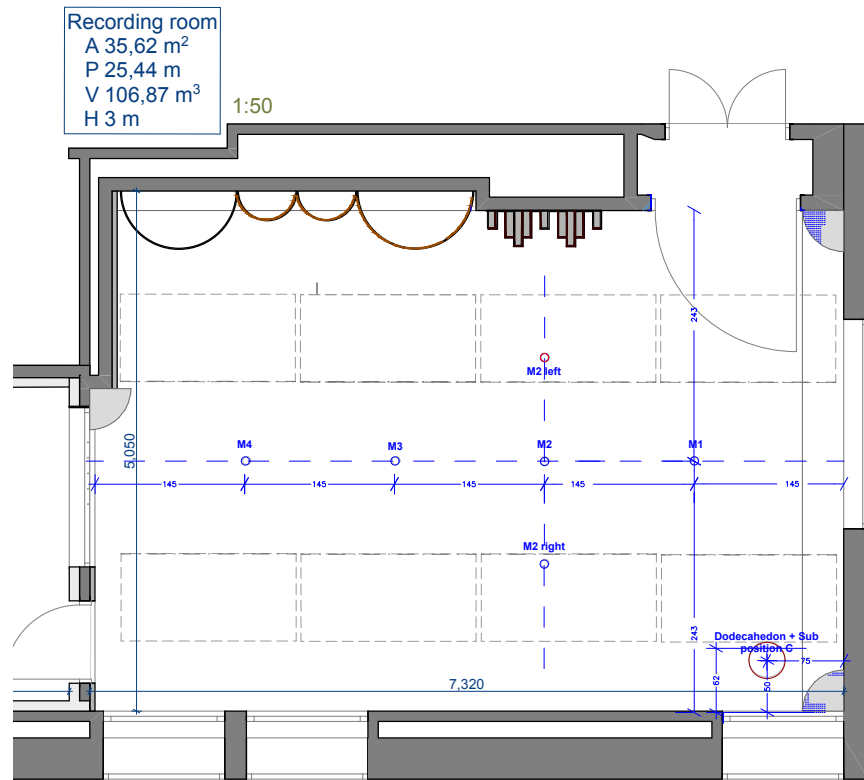 Recording room
A 35,62 m²
P 25,44 m
V 106,87 m³
H 3 m
1:50
243
M2 left
M4
M3
M2
M1
5,050
145
145
145
145
145
M2 right
243
Dodecahedon + Sub
position C
75
62
50
7,320